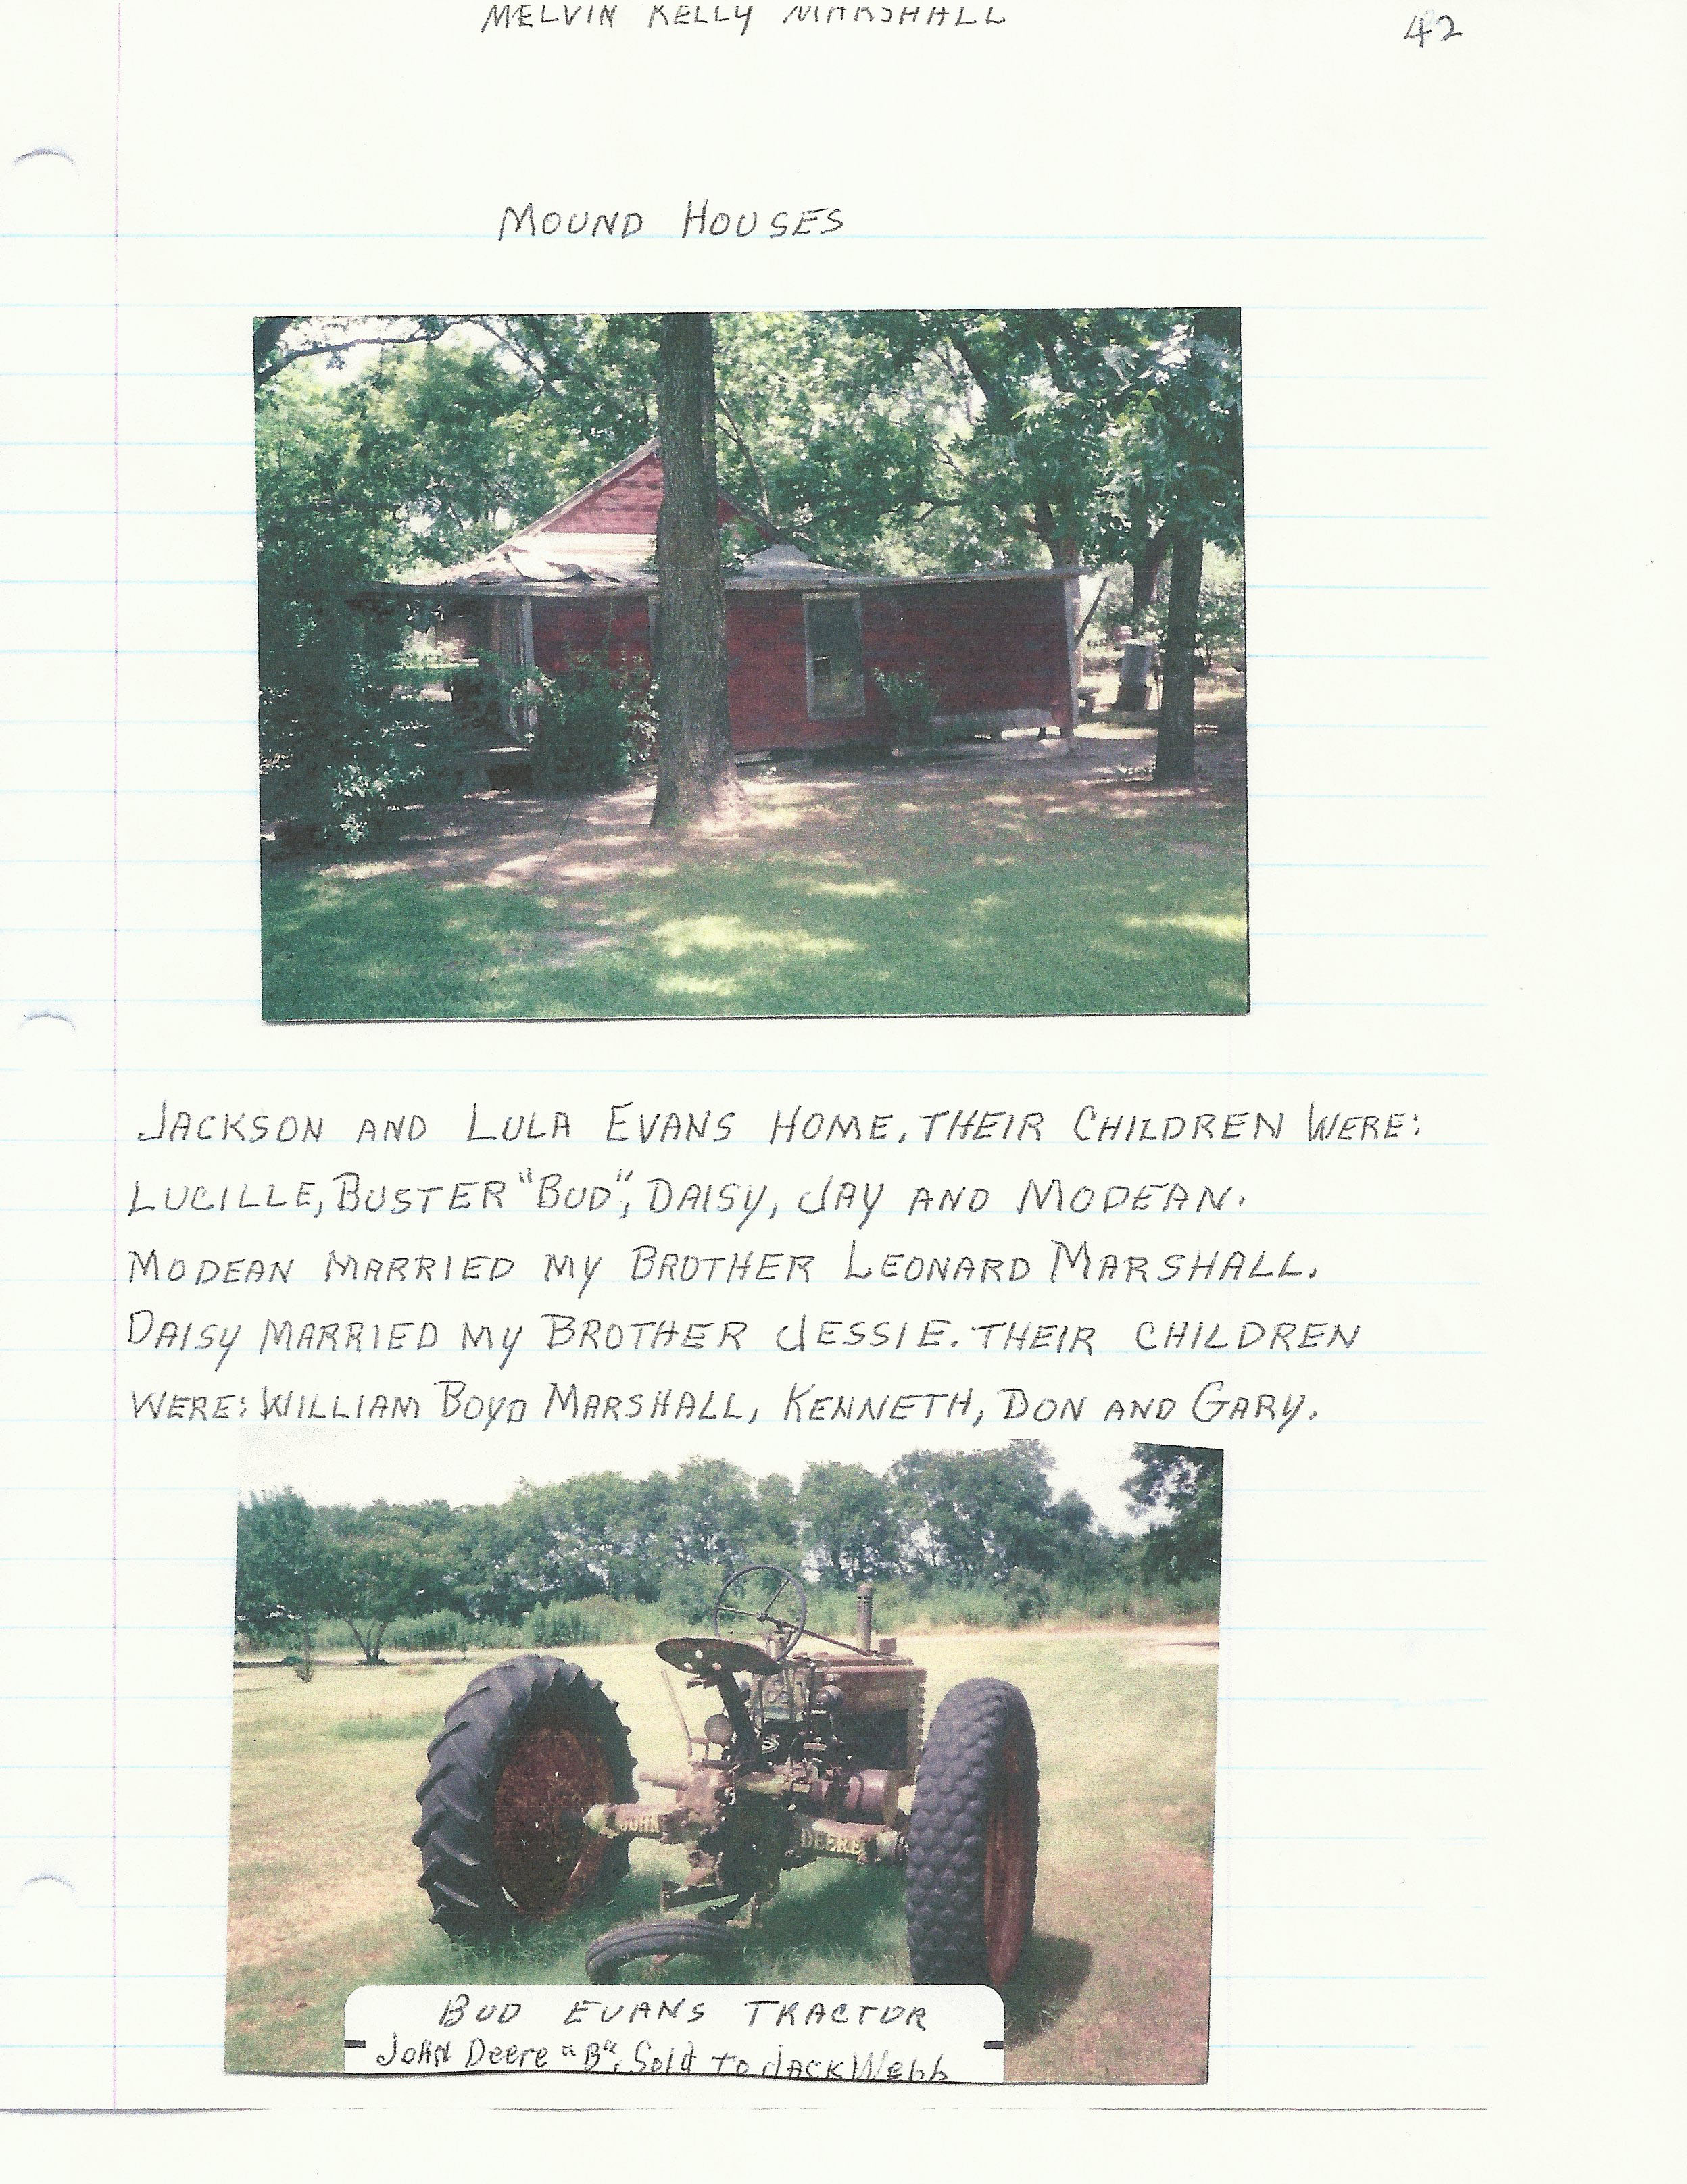 MELVIN KELLY MARSHALL
42
MOUND HOUSES
JACKSON AND LULA EVANS HOME. THEIR CHILDREN WERE:
LUCILLE, BUSTER "BUD", DAISY, JAY AND MODEAN.
MODEAN MARRIED MY BROTHER LEONARD MARSHALL.
DAISY MARRIED MY BROTHER JESSIE. THEIR CHILDREN
WERE: WILLIAM BOYD MARSHALL, KENNETH, DON AND GARY.
JOHN DEERE
BUD EVANS TRACTOR
John Deere "B", Sold to Jack Webb